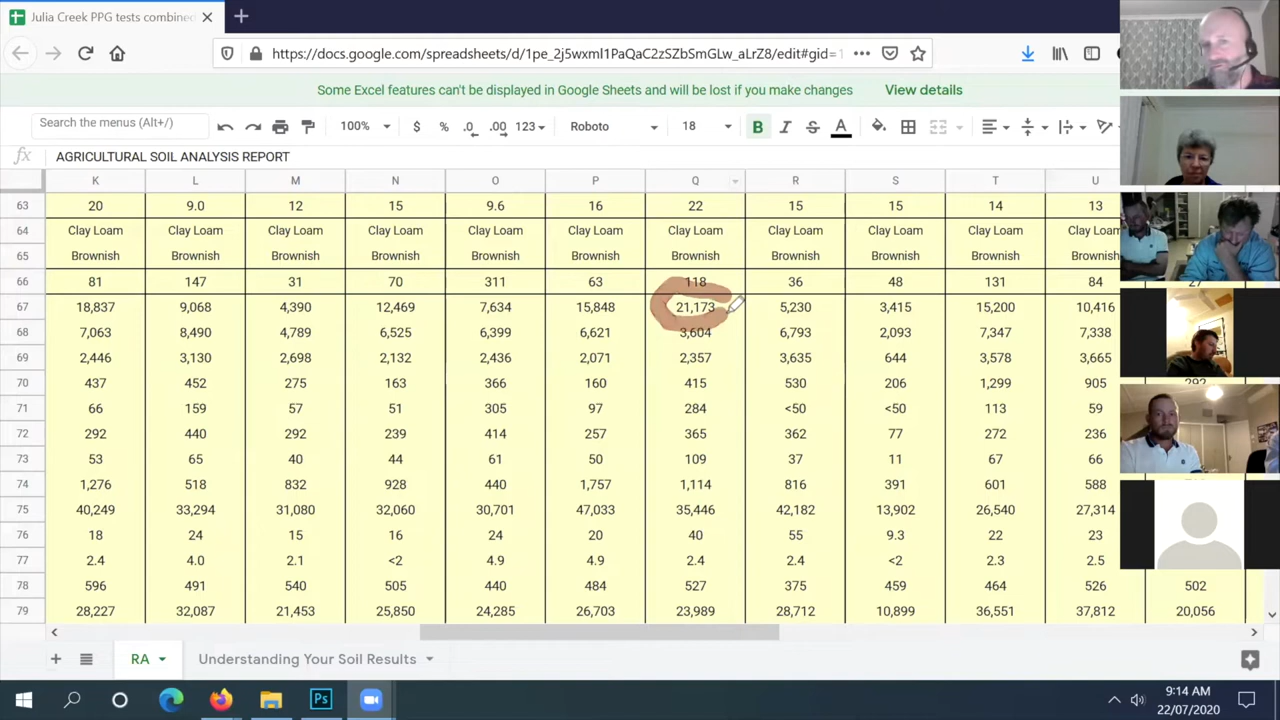 Julia Creek PPG tests combined
https://docs.google.com/spreadsheets/d/1pe_2j5wxml1PaQaC2zSZbSmGLw_aLrZ8/edit#gid=1
Some Excel features can't be displayed in Google Sheets and will be lost if you make changes View details
Search the menus (Alt+/) 100% $ % .0 .00 123 Roboto 18 B I S A
fx AGRICULTURAL SOIL ANALYSIS REPORT
K L M N O P Q R S T U
63 20 9.0 12 15 9.6 16 22 15 15 14 13
64 Clay Loam Clay Loam Clay Loam Clay Loam Clay Loam Clay Loam Clay Loam Clay Loam Clay Loam Clay Loam Clay Loam
65 Brownish Brownish Brownish Brownish Brownish Brownish Brownish Brownish Brownish Brownish Brownish
66 81 147 31 70 311 63 118 36 48 131 84 27
67 18,837 9,068 4,390 12,469 7,634 15,848 21,173 5,230 3,415 15,200 10,416
68 7,063 8,490 4,789 6,525 6,399 6,621 3,604 6,793 2,093 7,347 7,338
69 2,446 3,130 2,698 2,132 2,436 2,071 2,357 3,635 644 3,578 3,665
70 437 452 275 163 366 160 415 530 206 1,299 905 292
71 66 159 57 51 305 97 284 <50 <50 113 59
72 292 440 292 239 414 257 365 362 77 272 236
73 53 65 40 44 61 50 109 37 11 67 66
74 1,276 518 832 928 440 1,757 1,114 816 391 601 588
75 40,249 33,294 31,080 32,060 30,701 47,033 35,446 42,182 13,902 26,540 27,314
76 18 24 15 16 24 20 40 55 9.3 22 23
77 2.4 4.0 2.1 <2 4.9 4.9 2.4 2.4 <2 2.3 2.5
78 596 491 540 505 440 484 527 375 459 464 526 502
79 28,227 32,087 21,453 25,850 24,285 26,703 23,989 28,712 10,899 36,551 37,812 20,056
RA Understanding Your Soil Results
Ps
9:14 AM
22/07/2020